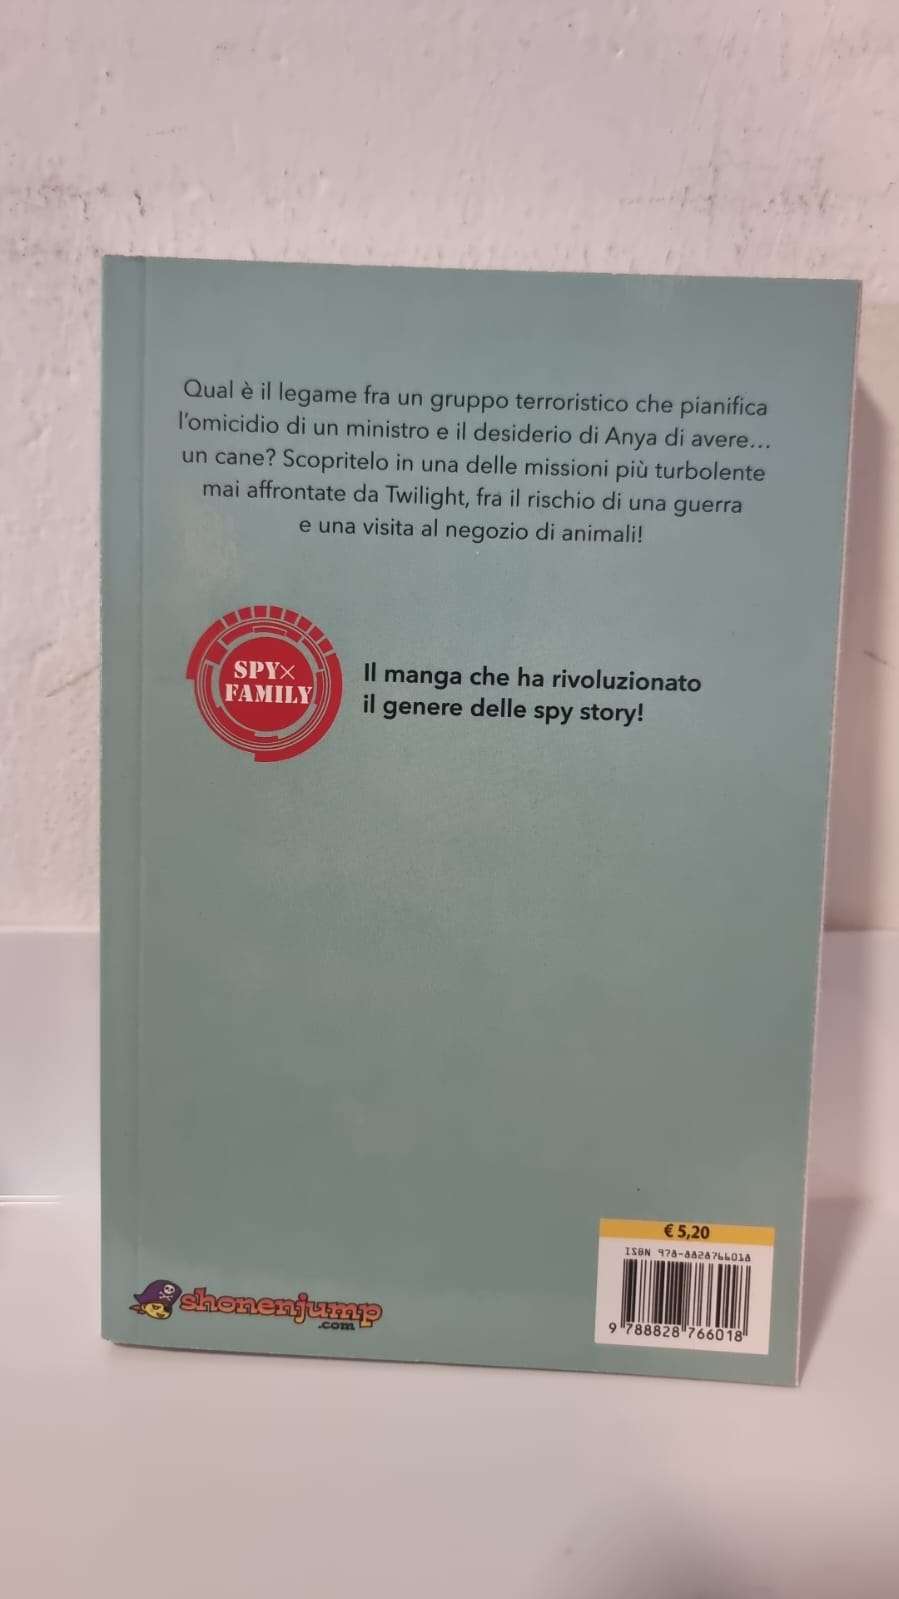 Qual è il legame fra un gruppo terroristico che pianifica
l'omicidio di un ministro e il desiderio di Anya di avere...
un cane? Scopritelo in una delle missioni più turbolente
mai affrontate da Twilight, fra il rischio di una guerra
e una visita al negozio di animali!
SPY×
FAMILY
Il manga che ha rivoluzionato
il genere delle spy story!
€ 5,20
ISBN 978-8828766018
9 788828 766018
shonenjump
.com